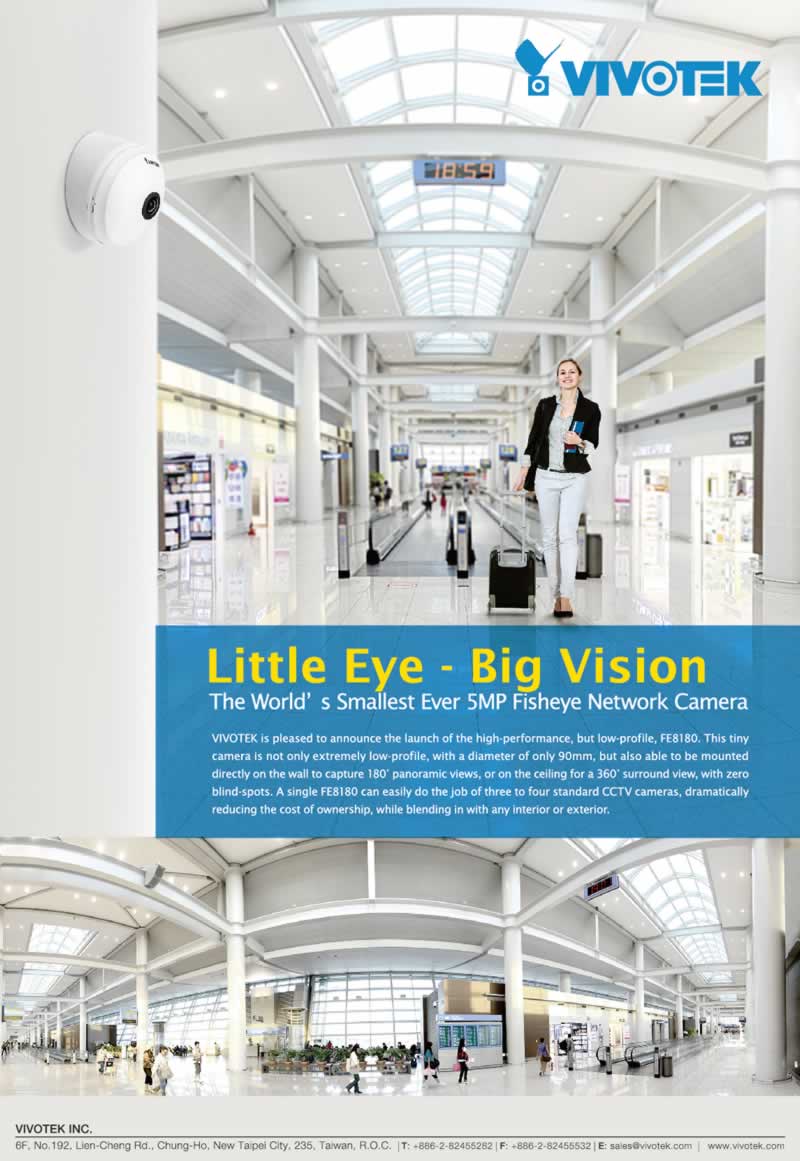 VIVOTEK
18:59
Little Eye - Big Vision
The World’ s Smallest Ever 5MP Fisheye Network Camera
VIVOTEK is pleased to announce the launch of the high-performance, but low-profile, FE8180. This tiny
camera is not only extremely low-profile, with a diameter of only 90mm, but also able to be mounted
directly on the wall to capture 180˚ panoramic views, or on the ceiling for a 360˚ surround view, with zero
blind-spots. A single FE8180 can easily do the job of three to four standard CCTV cameras, dramatically
reducing the cost of ownership, while blending in with any interior or exterior.
VIVOTEK INC.
6F, No.192, Lien-Cheng Rd., Chung-Ho, New Taipei City, 235, Taiwan, R.O.C. | T: +886-2-82455282 | F: +886-2-82455532 | E: sales@vivotek.com | www.vivotek.com